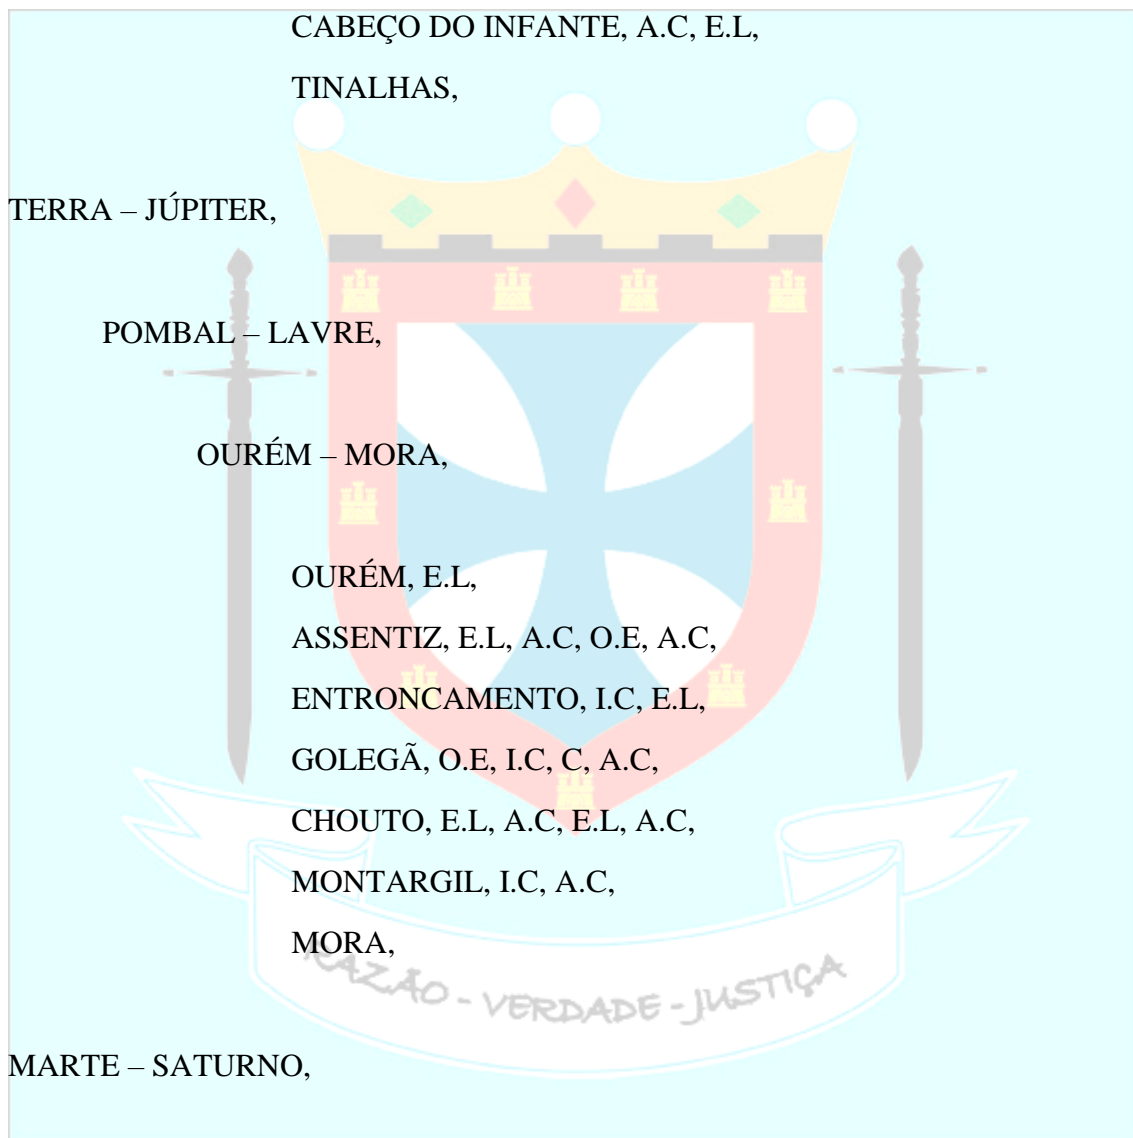 CABEÇO DO INFANTE, A.C, E.L,
TINALHAS,
TERRA – JÚPITER,
POMBAL – LAVRE,
OURÉM – MORA,
OURÉM, E.L,
ASSENTIZ, E.L, A.C, O.E, A.C,
ENTRONCAMENTO, I.C, E.L,
GOLEGÃ, O.E, I.C, C, A.C,
CHOUTO, E.L, A.C, E.L, A.C,
MONTARGIL, I.C, A.C,
MORA,
RAZÃO - VERDADE - JUSTIÇA
MARTE – SATURNO,